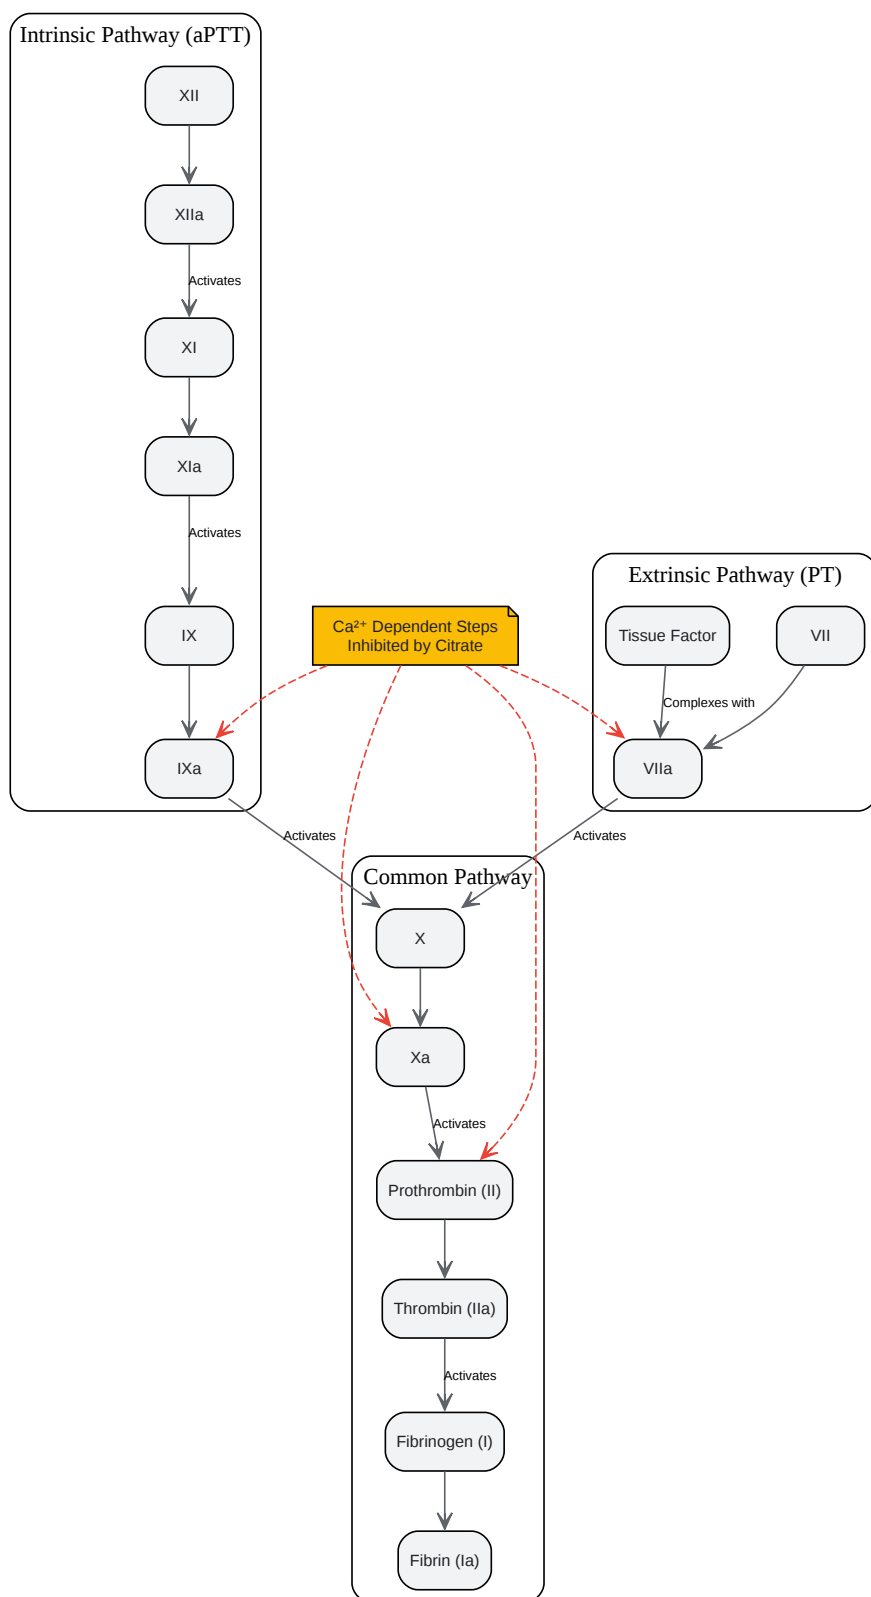 Intrinsic Pathway (aPTT)
XII
XIIa
Activates
XI
XIa
Activates
IX
IXa
Ca²⁺ Dependent Steps
Inhibited by Citrate
Extrinsic Pathway (PT)
Tissue Factor
VII
Complexes with
VIIa
Activates
Activates
Common Pathway
X
Xa
Activates
Prothrombin (II)
Thrombin (IIa)
Activates
Fibrinogen (I)
Fibrin (Ia)